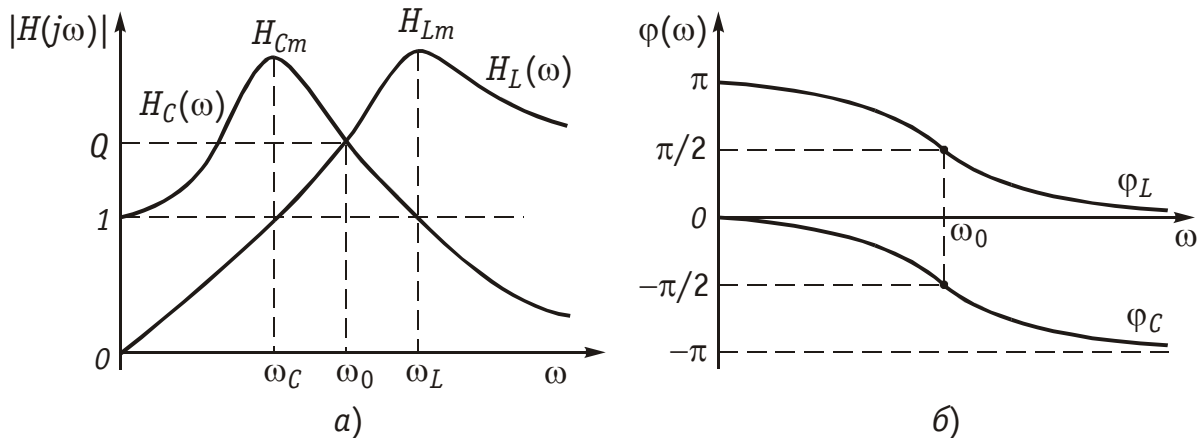 |H(jω)|
H_Cm
H_Lm
H_C(ω)
H_L(ω)
Q
1
0
ω_C
ω_0
ω_L
ω
а)
φ(ω)
π
π/2
0
−π/2
−π
φ_L
ω_0
ω
φ_C
б)